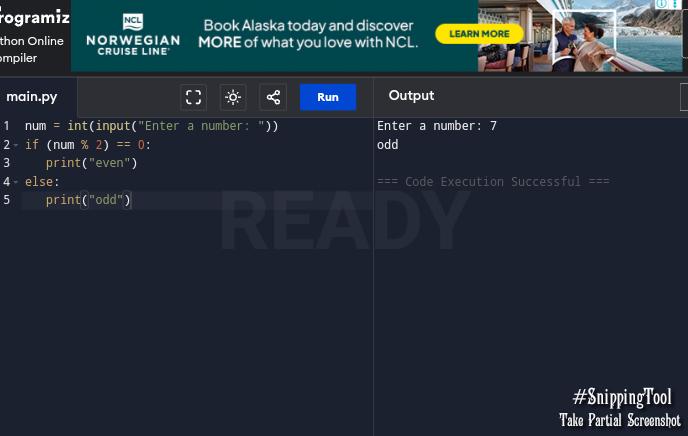 rogramiz
thon Online
ompiler
NCL
NORWEGIAN
CRUISE LINE®
Book Alaska today and discover
MORE of what you love with NCL.
LEARN MORE
main.py
Run
Output
1 num = int(input("Enter a number: "))
2 if (num % 2) == 0:
3    print("even")
4 else:
5    print("odd")
Enter a number: 7
odd
=== Code Execution Successful ===
READY
#SnippingTool
Take Partial Screenshot